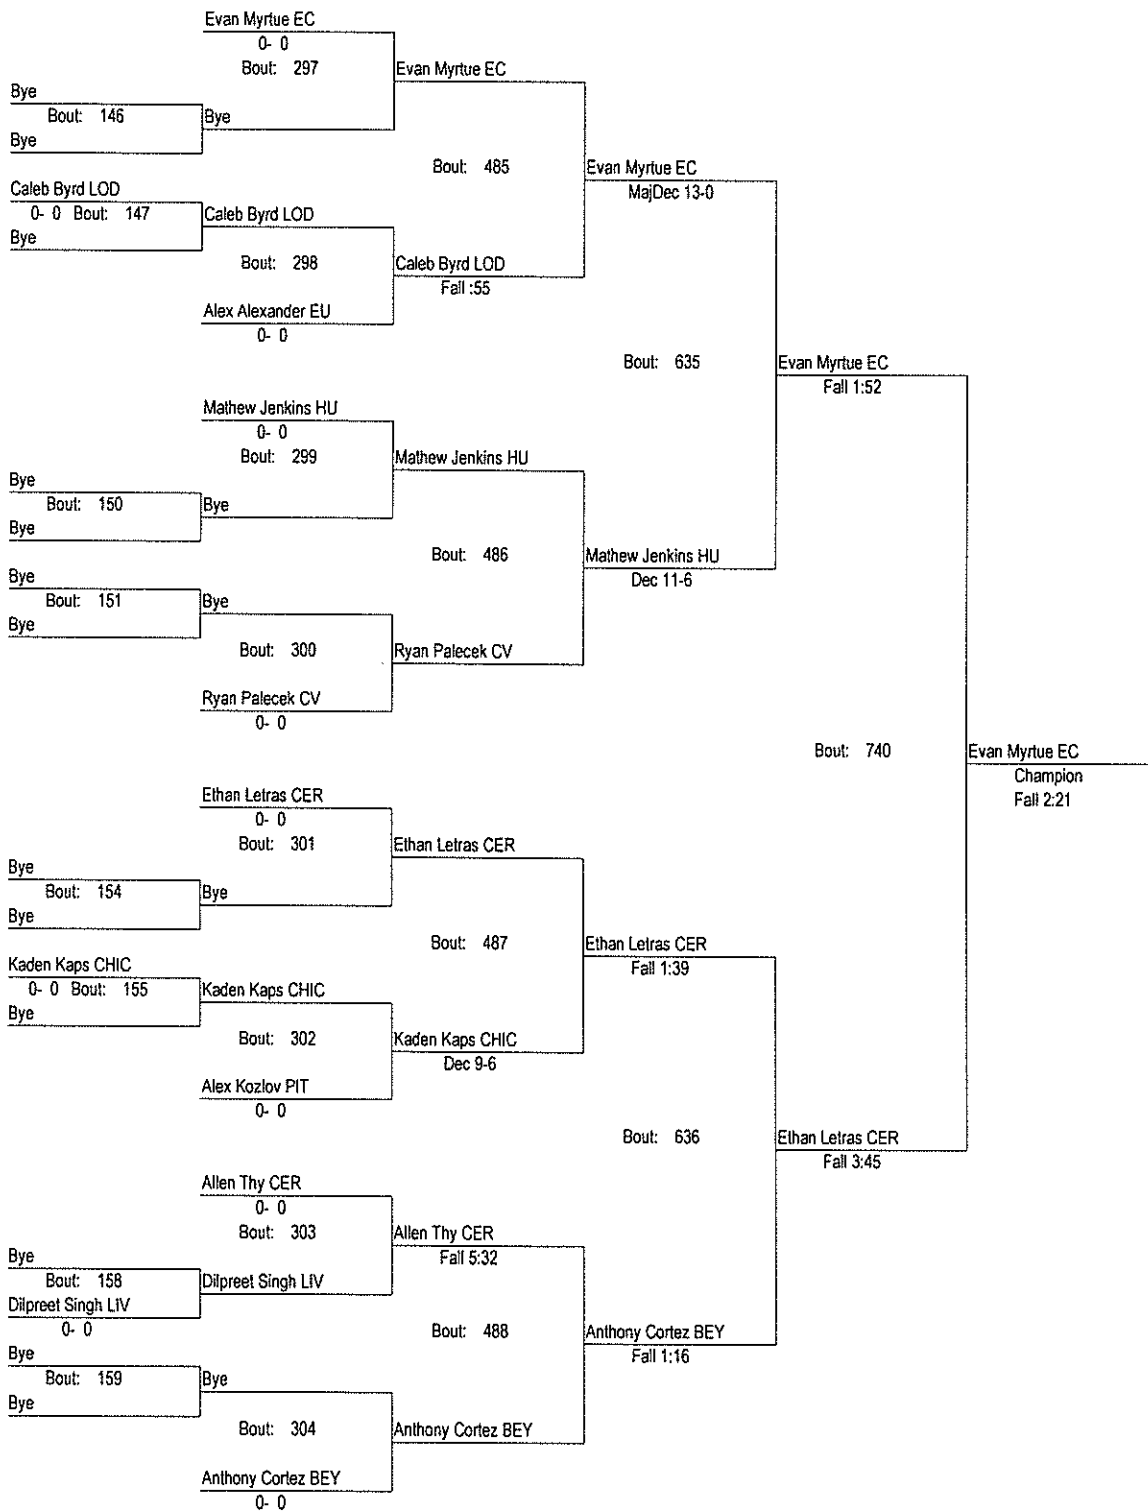 Evan Myrtue EC
0- 0
Bout: 297
Evan Myrtue EC
Bye
Bout: 146
Bye
Bye
Bout: 485
Evan Myrtue EC
MajDec 13-0
Caleb Byrd LOD
0- 0 Bout: 147
Caleb Byrd LOD
Bye
Bout: 298
Caleb Byrd LOD
Fall :55
Alex Alexander EU
0- 0
Bout: 635
Evan Myrtue EC
Fall 1:52
Mathew Jenkins HU
0- 0
Bout: 299
Mathew Jenkins HU
Bye
Bout: 150
Bye
Bye
Bout: 486
Mathew Jenkins HU
Dec 11-6
Bye
Bout: 151
Bye
Bye
Bout: 300
Ryan Palecek CV
Ryan Palecek CV
0- 0
Bout: 740
Evan Myrtue EC
Champion
Fall 2:21
Ethan Letras CER
0- 0
Bout: 301
Ethan Letras CER
Bye
Bout: 154
Bye
Bye
Bout: 487
Ethan Letras CER
Fall 1:39
Kaden Kaps CHIC
0- 0 Bout: 155
Kaden Kaps CHIC
Bye
Bout: 302
Kaden Kaps CHIC
Dec 9-6
Alex Kozlov PIT
0- 0
Bout: 636
Ethan Letras CER
Fall 3:45
Allen Thy CER
0- 0
Bout: 303
Allen Thy CER
Fall 5:32
Bye
Bout: 158
Dilpreet Singh LIV
Dilpreet Singh LIV
0- 0
Bout: 488
Anthony Cortez BEY
Fall 1:16
Bye
Bout: 159
Bye
Bye
Bout: 304
Anthony Cortez BEY
Anthony Cortez BEY
0- 0